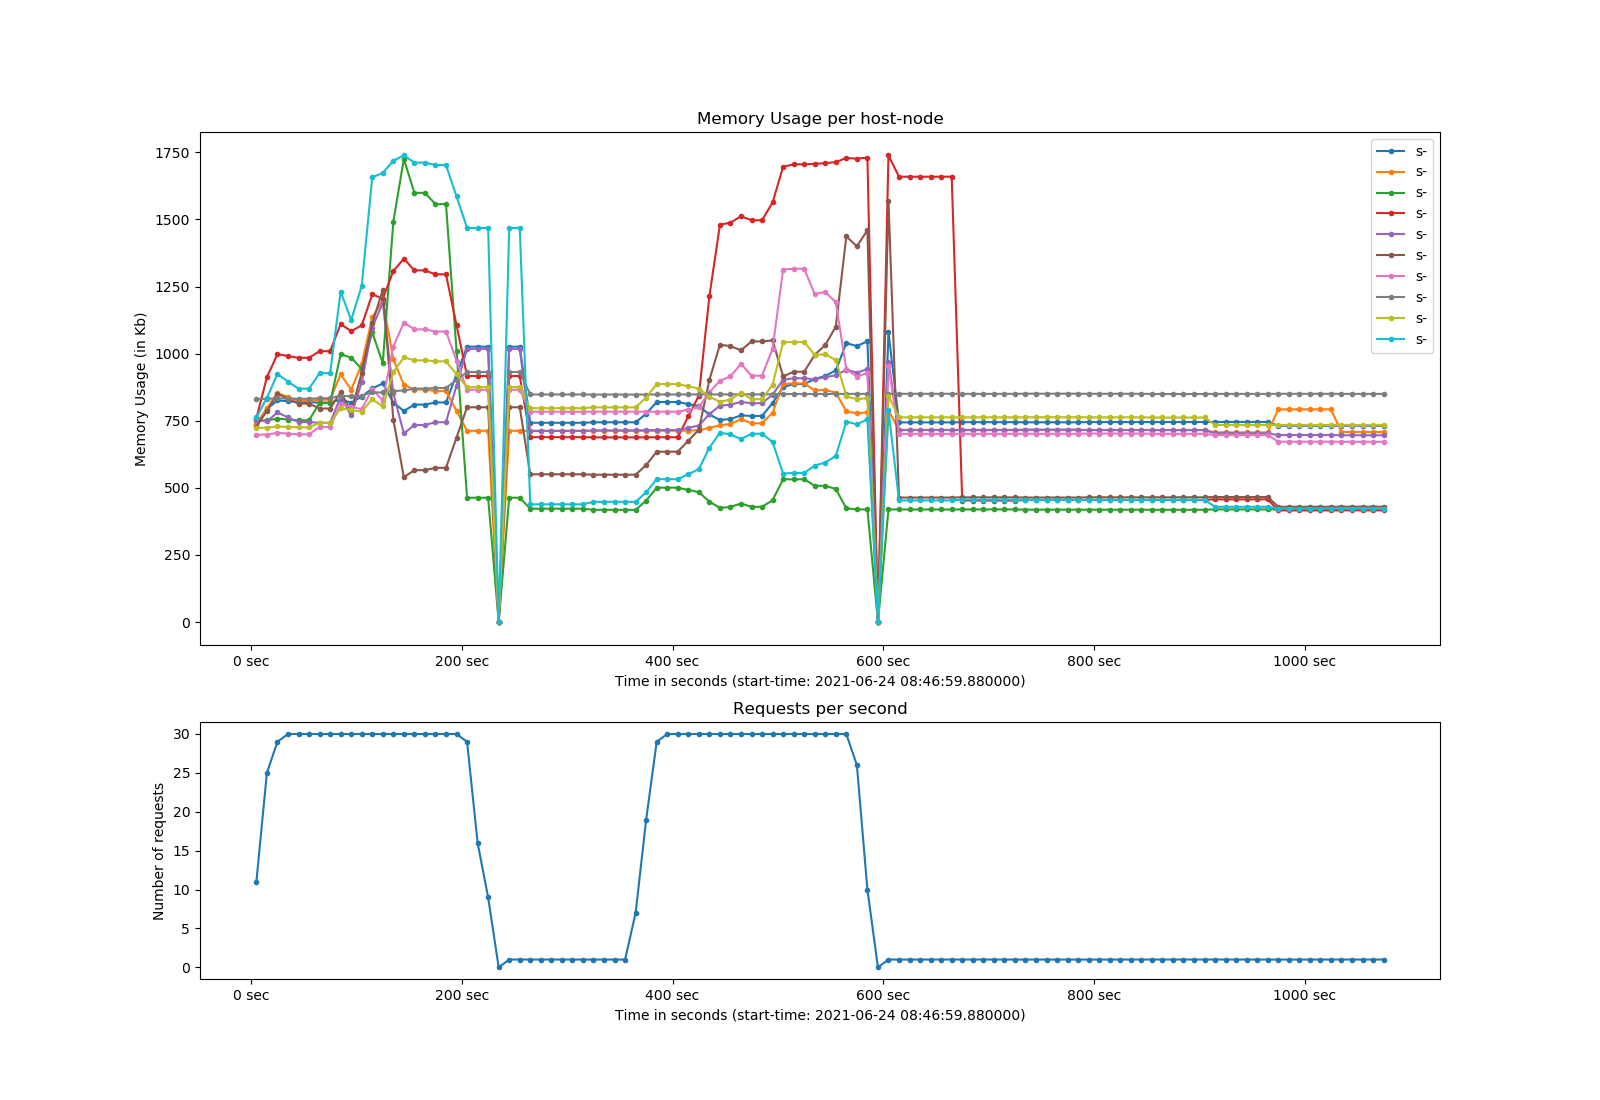 Memory Usage per host-node
Memory Usage (in Kb)
1750
1500
1250
1000
750
500
250
0
s-
s-
s-
s-
s-
s-
s-
s-
s-
s-
0 sec 200 sec 400 sec 600 sec 800 sec 1000 sec
Time in seconds (start-time: 2021-06-24 08:46:59.880000)
Requests per second
Number of requests
30
25
20
15
10
5
0
0 sec 200 sec 400 sec 600 sec 800 sec 1000 sec
Time in seconds (start-time: 2021-06-24 08:46:59.880000)